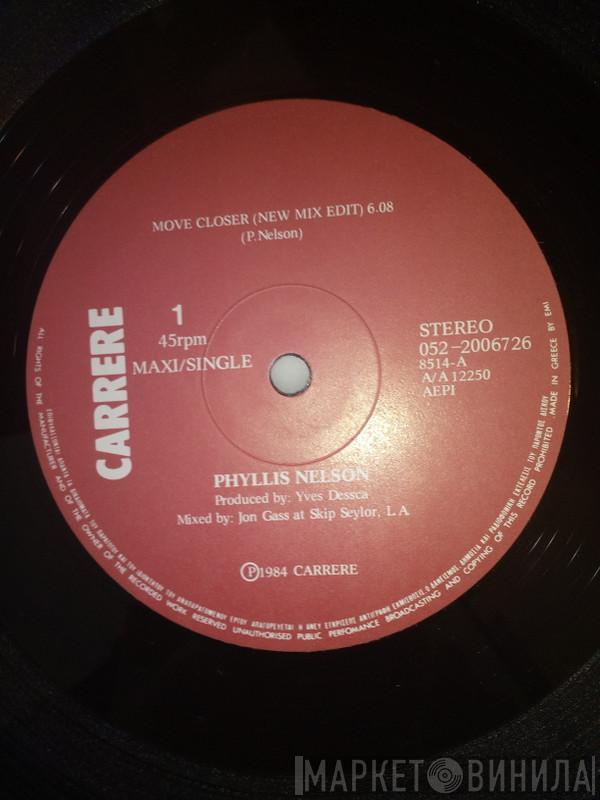 MOVE CLOSER (NEW MIX EDIT) 6.08
(P. Nelson)
CARRERE
1
45rpm
MAXI/SINGLE
STEREO
052-2006726
8514-A
A/A 12250
AEPI
PHYLLIS NELSON
Produced by: Yves Dessca
Mixed by: Jon Gass at Skip Seylor, L.A
Ⓟ1984 CARRERE
ALL RIGHTS OF THE MANUFACTURER AND OF THE OWNER OF THE RECORDED WORK RESERVED UNAUTHORISED PUBLIC PERFOMANCE BROADCASTING AND COPYING OF THIS RECORD PROHIBITED. MADE IN GREECE BY EMI
МАРКЕТ ВИНИЛА